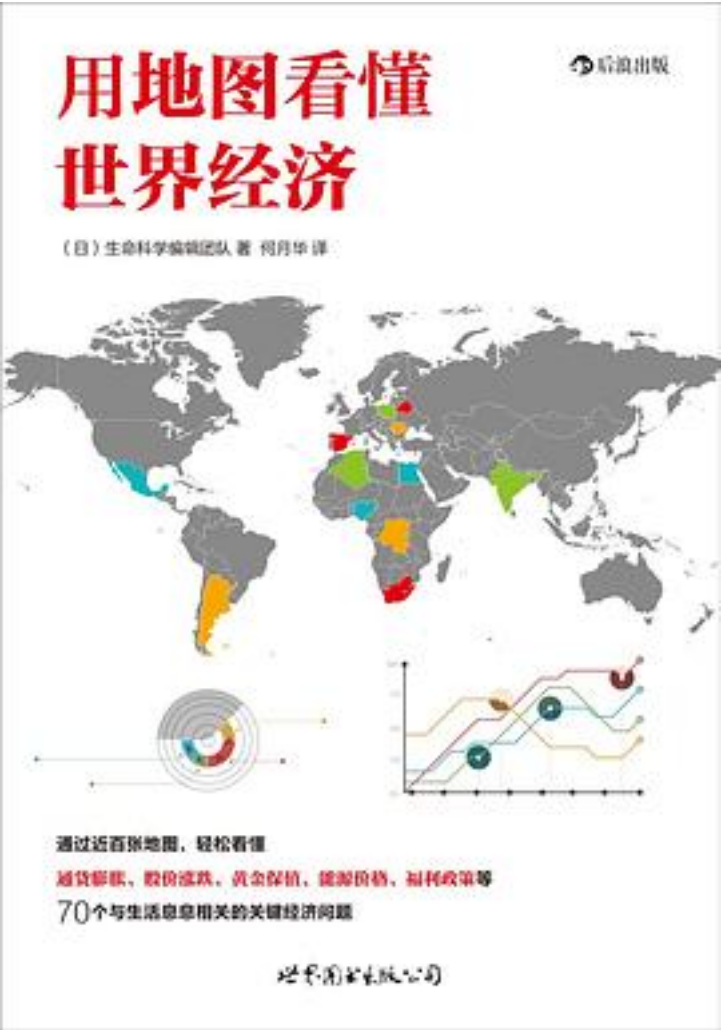 用地图看懂
世界经济
后浪出版
（日）生命科学编辑团队 著 何月华 译
通过近百张地图，轻松看懂
通货膨胀、股价涨跌、黄金保值、能源价格、福利政策等
70个与生活息息相关的关键经济问题
世界图书出版公司